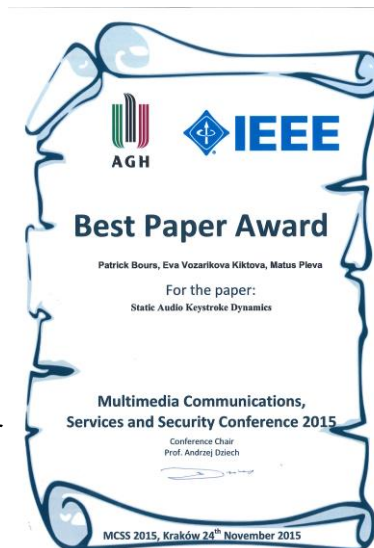 AGH
IEEE
Best Paper Award
Patrick Bours, Eva Vozarikova Kiktova, Matus Pleva
For the paper:
Static Audio Keystroke Dynamics
Multimedia Communications,
Services and Security Conference 2015
Conference Chair
Prof. Andrzej Dziech
MCSS 2015, Kraków 24th November 2015